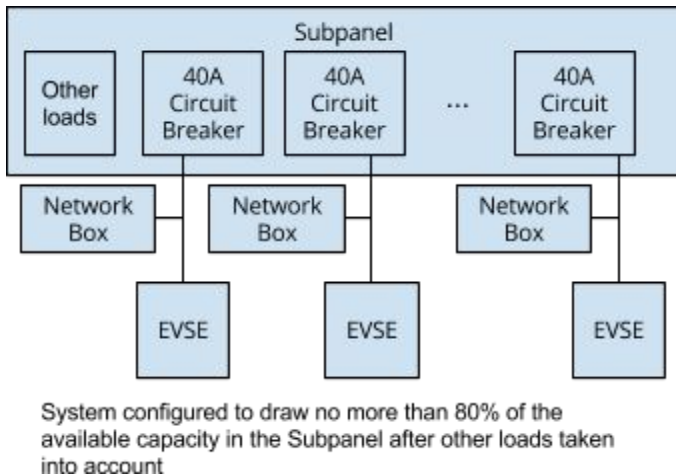 Subpanel
Other
loads
40A
Circuit
Breaker
40A
Circuit
Breaker
...
40A
Circuit
Breaker
Network
Box
Network
Box
Network
Box
EVSE
EVSE
EVSE
System configured to draw no more than 80% of the
available capacity in the Subpanel after other loads taken
into account